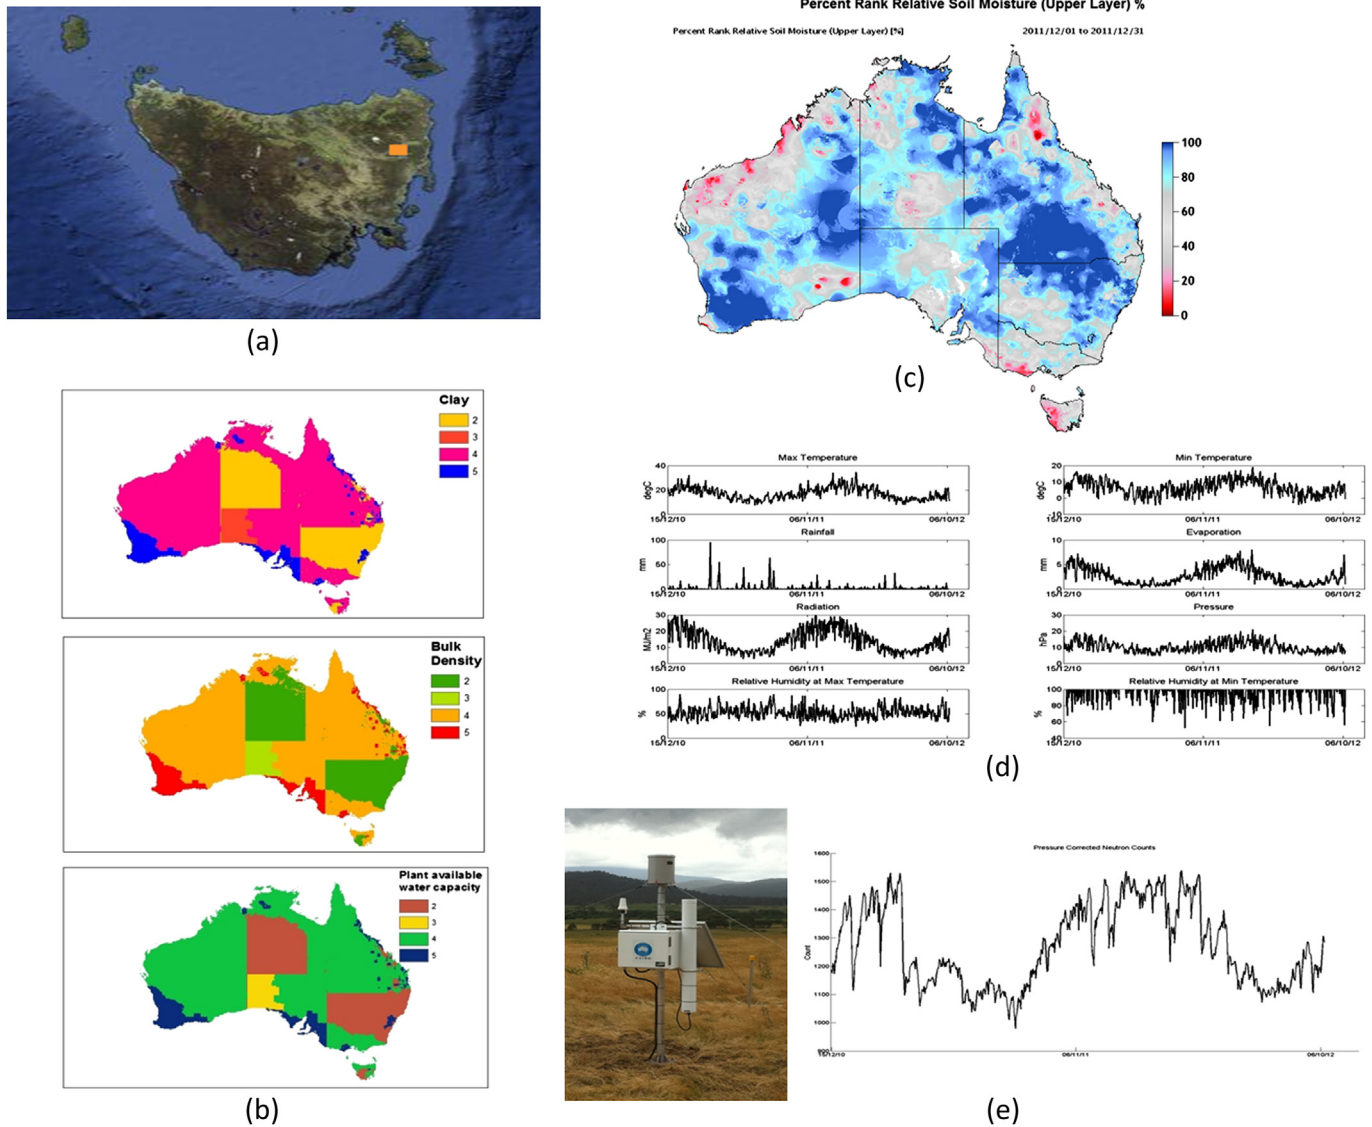 (a)
Percent Rank Relative Soil Moisture (Upper Layer) %
Percent Rank Relative Soil Moisture (Upper Layer) [%]
2011/12/01 to 2011/12/31
100
80
60
40
20
0
(c)
Clay
2
3
4
5
Bulk
Density
2
3
4
5
Plant available
water capacity
2
3
4
5
(b)
Max Temperature
degC
40
20
0
15/12/10
06/11/11
06/10/12
Min Temperature
degC
20
10
0
15/12/10
06/11/11
06/10/12
Rainfall
mm
100
50
0
15/12/10
06/11/11
06/10/12
Evaporation
mm
10
5
0
15/12/10
06/11/11
06/10/12
Radiation
MJ/m2
30
20
10
0
15/12/10
06/11/11
06/10/12
Pressure
hPa
30
20
10
0
15/12/10
06/11/11
06/10/12
Relative Humidity at Max Temperature
%
100
50
0
15/12/10
06/11/11
06/10/12
Relative Humidity at Min Temperature
%
100
80
60
40
15/12/10
06/11/11
06/10/12
(d)
Pressure Corrected Neutron Counts
Count
1600
1500
1400
1300
1200
1100
1000
900
15/12/10
06/11/11
06/10/12
(e)